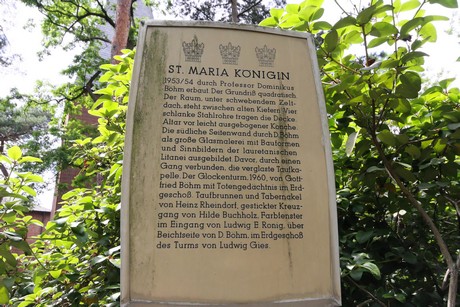 ST. MARIA KÖNIGIN
1953/54 durch Professor Dominikus
Böhm erbaut. Der Grundriß quadratisch.
Der Raum, unter schwebendem Zelt-
dach, steht zwischen alten Kiefern. Vier
schlanke Stahlrohre tragen die Decke.
Altar vor leicht ausgebogener Konche.
Die südliche Seitenwand durch D. Böhm
als große Glasmalerei mit Bauformen
und Sinnbildern der lauretanischen
Litanei ausgebildet. Davor, durch einen
Gang verbunden, die verglaste Taufka-
pelle. Der Glockenturm, 1960, von Gott-
fried Böhm mit Totengedächtnis im Erd-
geschoß. Taufbrunnen und Tabernakel
von Heinz Rheindorf, gestickter Kreuz-
gang von Hilde Buchholz. Farbfenster
im Eingang von Ludwig E. Ronig, über
Beichtseite von D. Böhm, im Erdgeschoß
des Turms von Ludwig Gies.